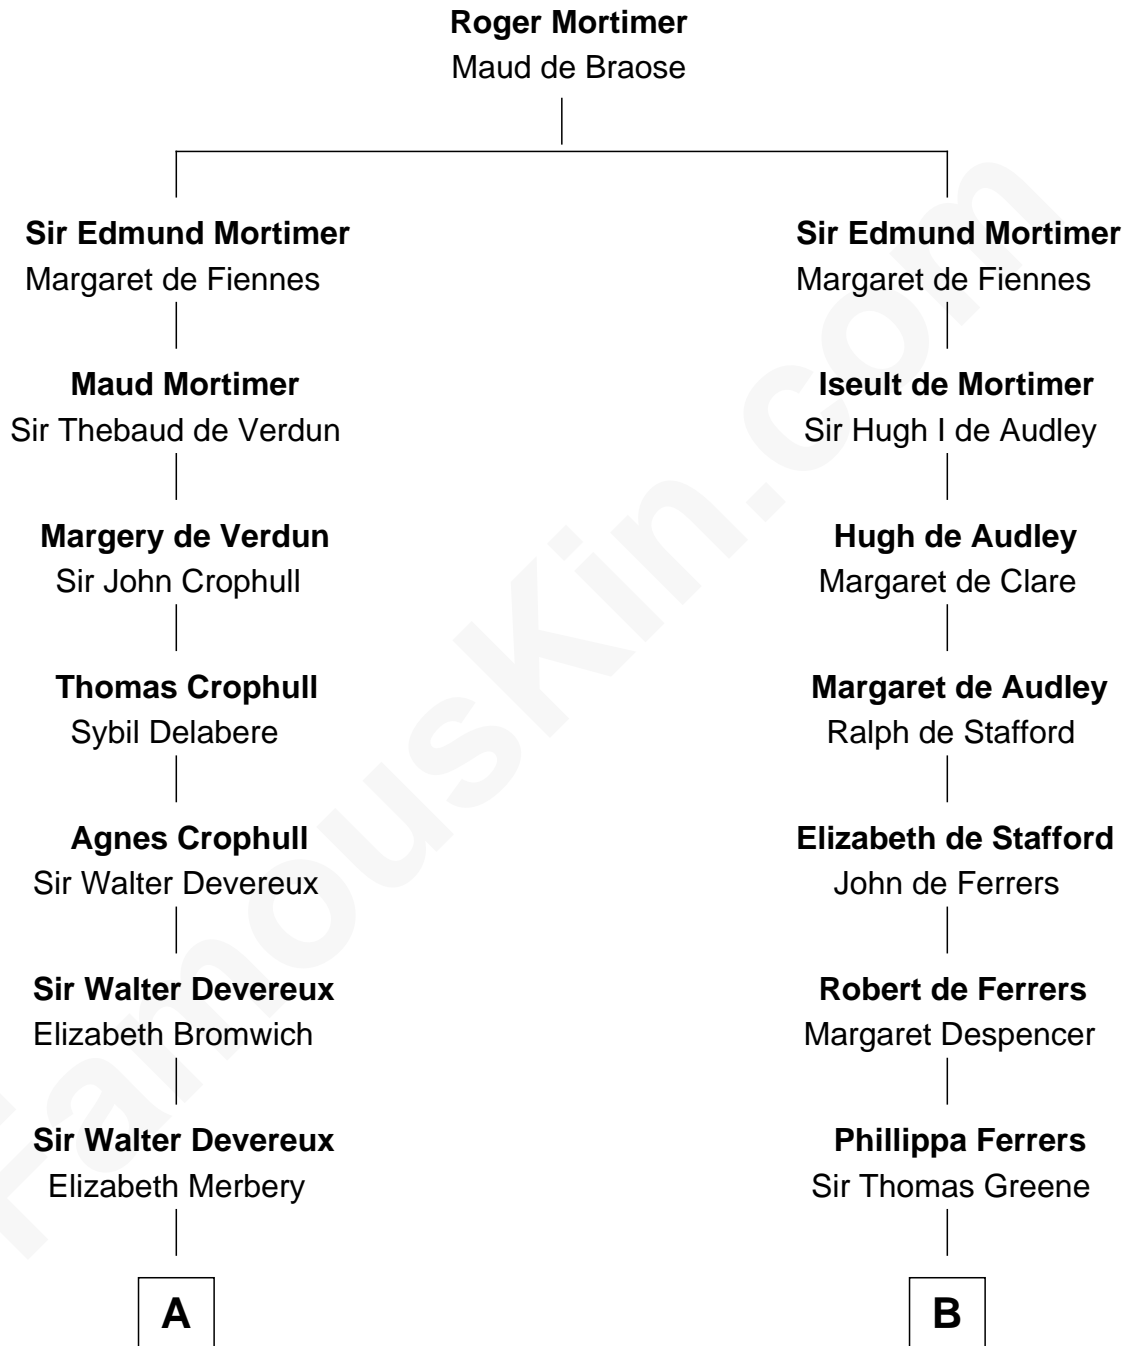 Roger Mortimer
Maud de Braose
Sir Edmund Mortimer
Margaret de Fiennes
Maud Mortimer
Sir Thebaud de Verdun
Margery de Verdun
Sir John Crophull
Thomas Crophull
Sybil Delabere
Agnes Crophull
Sir Walter Devereux
Sir Walter Devereux
Elizabeth Bromwich
Sir Walter Devereux
Elizabeth Merbery
A
Sir Edmund Mortimer
Margaret de Fiennes
Iseult de Mortimer
Sir Hugh I de Audley
Hugh de Audley
Margaret de Clare
Margaret de Audley
Ralph de Stafford
Elizabeth de Stafford
John de Ferrers
Robert de Ferrers
Margaret Despencer
Phillippa Ferrers
Sir Thomas Greene
B
FamousKin.com